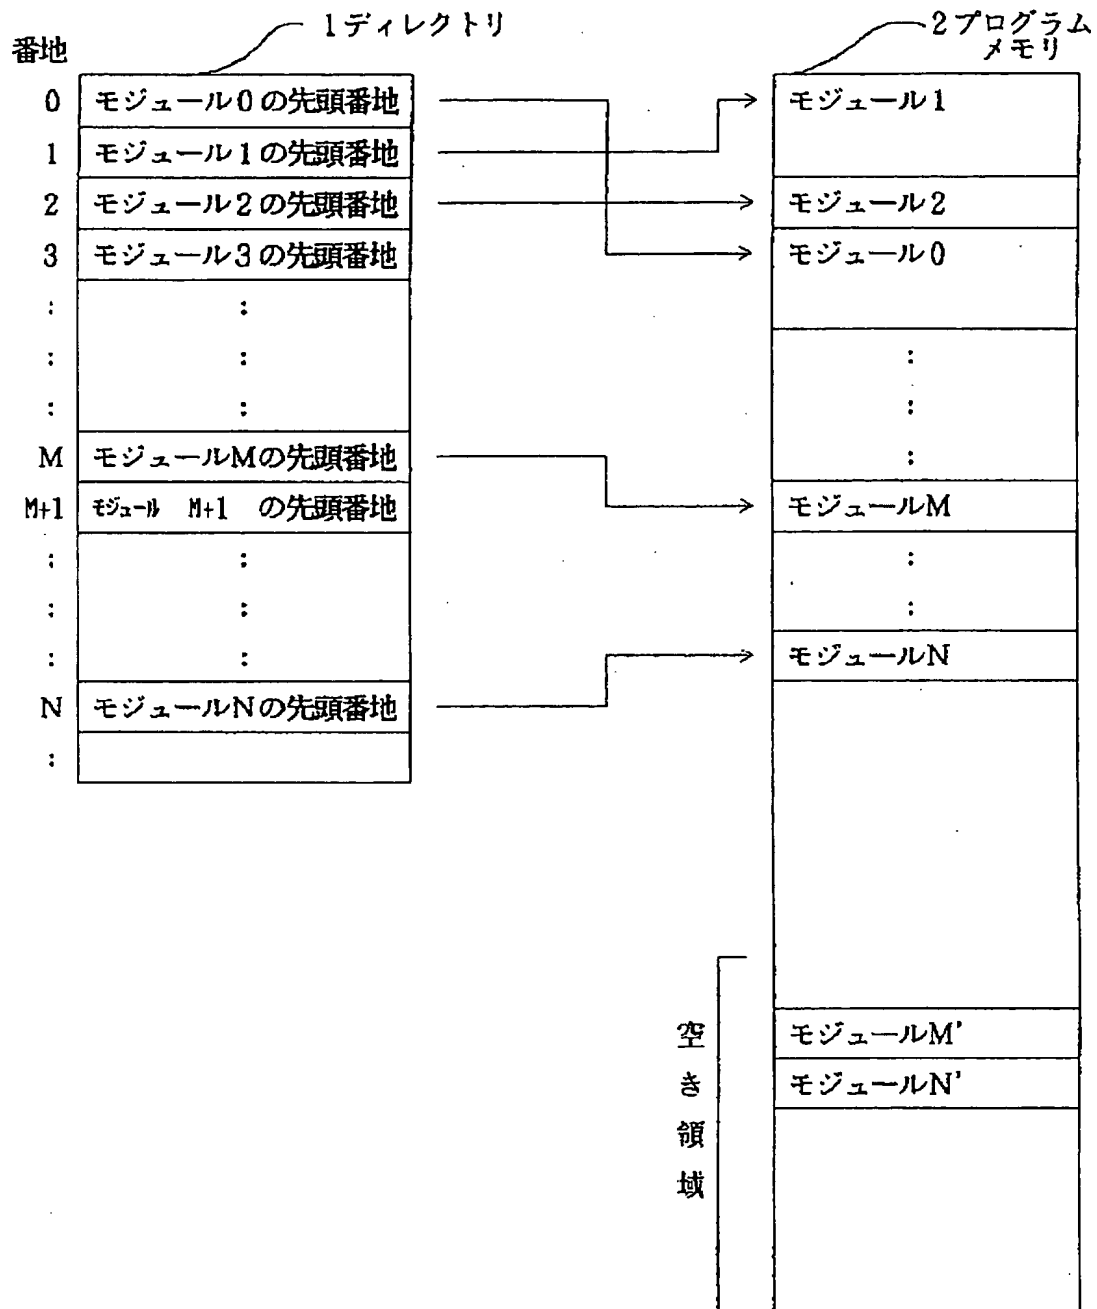 1ディレクトリ
番地
0 モジュール0の先頭番地
1 モジュール1の先頭番地
2 モジュール2の先頭番地
3 モジュール3の先頭番地
: :
: :
: :
M モジュールMの先頭番地
M+1 モジュール M+1 の先頭番地
: :
: :
: :
N モジュールNの先頭番地
:
2プログラム
メモリ
モジュール1
モジュール2
モジュール0
:
:
:
モジュールM
:
:
モジュールN
空き領域
モジュールM'
モジュールN'